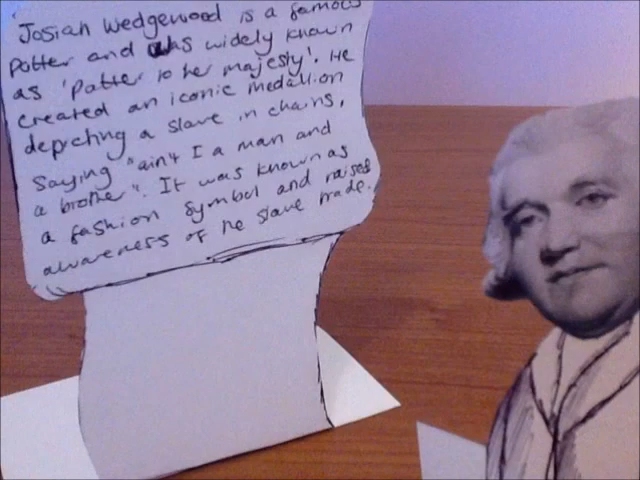 Josiah Wedgewood is a famous
potter and was widely known
as 'potter to her majesty'. He
created an iconic medallion
depicting a slave in chains,
saying "ain't I a man and
a brother". It was known as
a fashion symbol and raised
awareness of the slave trade.